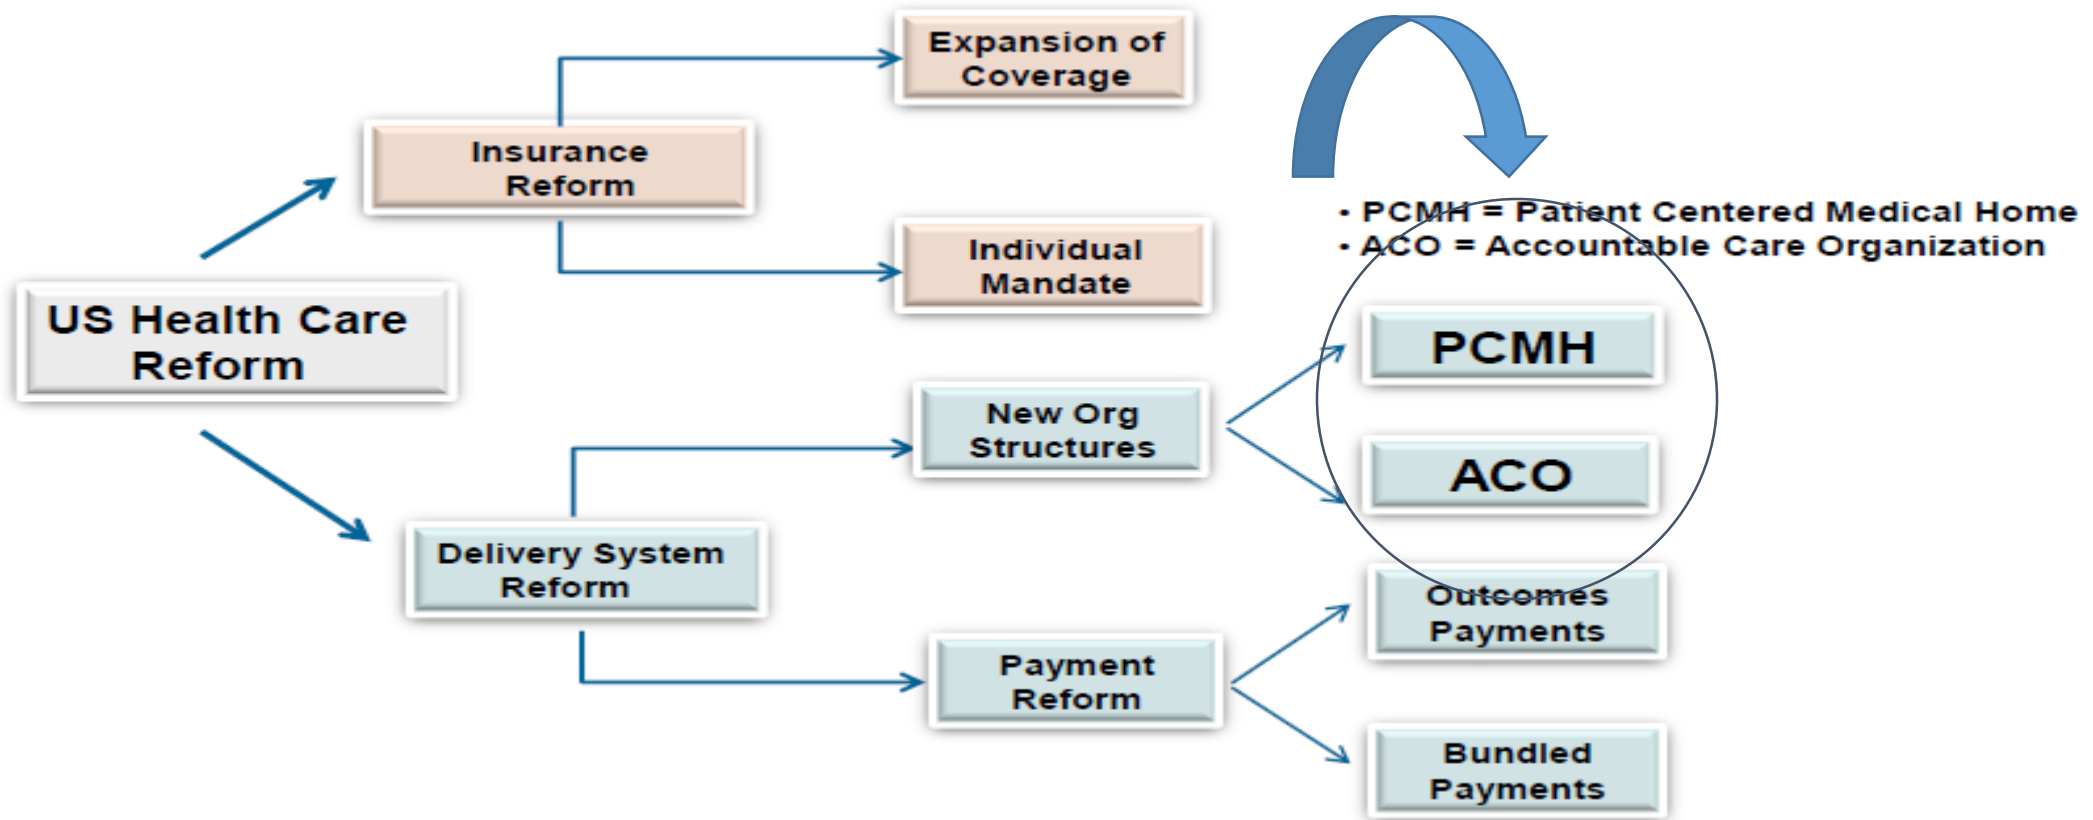 Expansion of
Coverage
Insurance
Reform
Individual
Mandate
• PCMH = Patient Centered Medical Home
• ACO = Accountable Care Organization
US Health Care
Reform
PCMH
New Org
Structures
ACO
Delivery System
Reform
Outcomes
Payments
Payment
Reform
Bundled
Payments